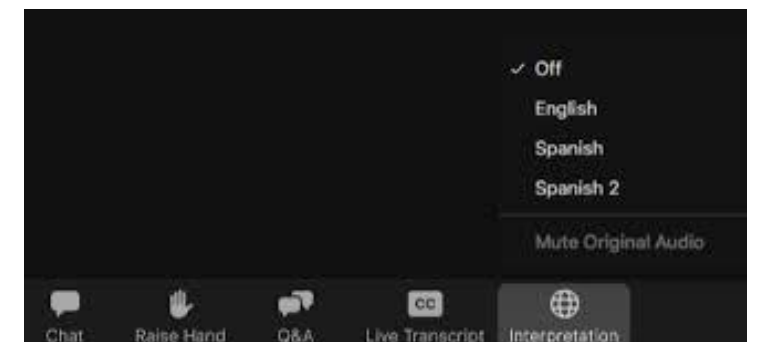 Off
English
Spanish
Spanish 2
Mute Original Audio
CC
Chat Raise Hand Q&A Live Transcript Interpretation